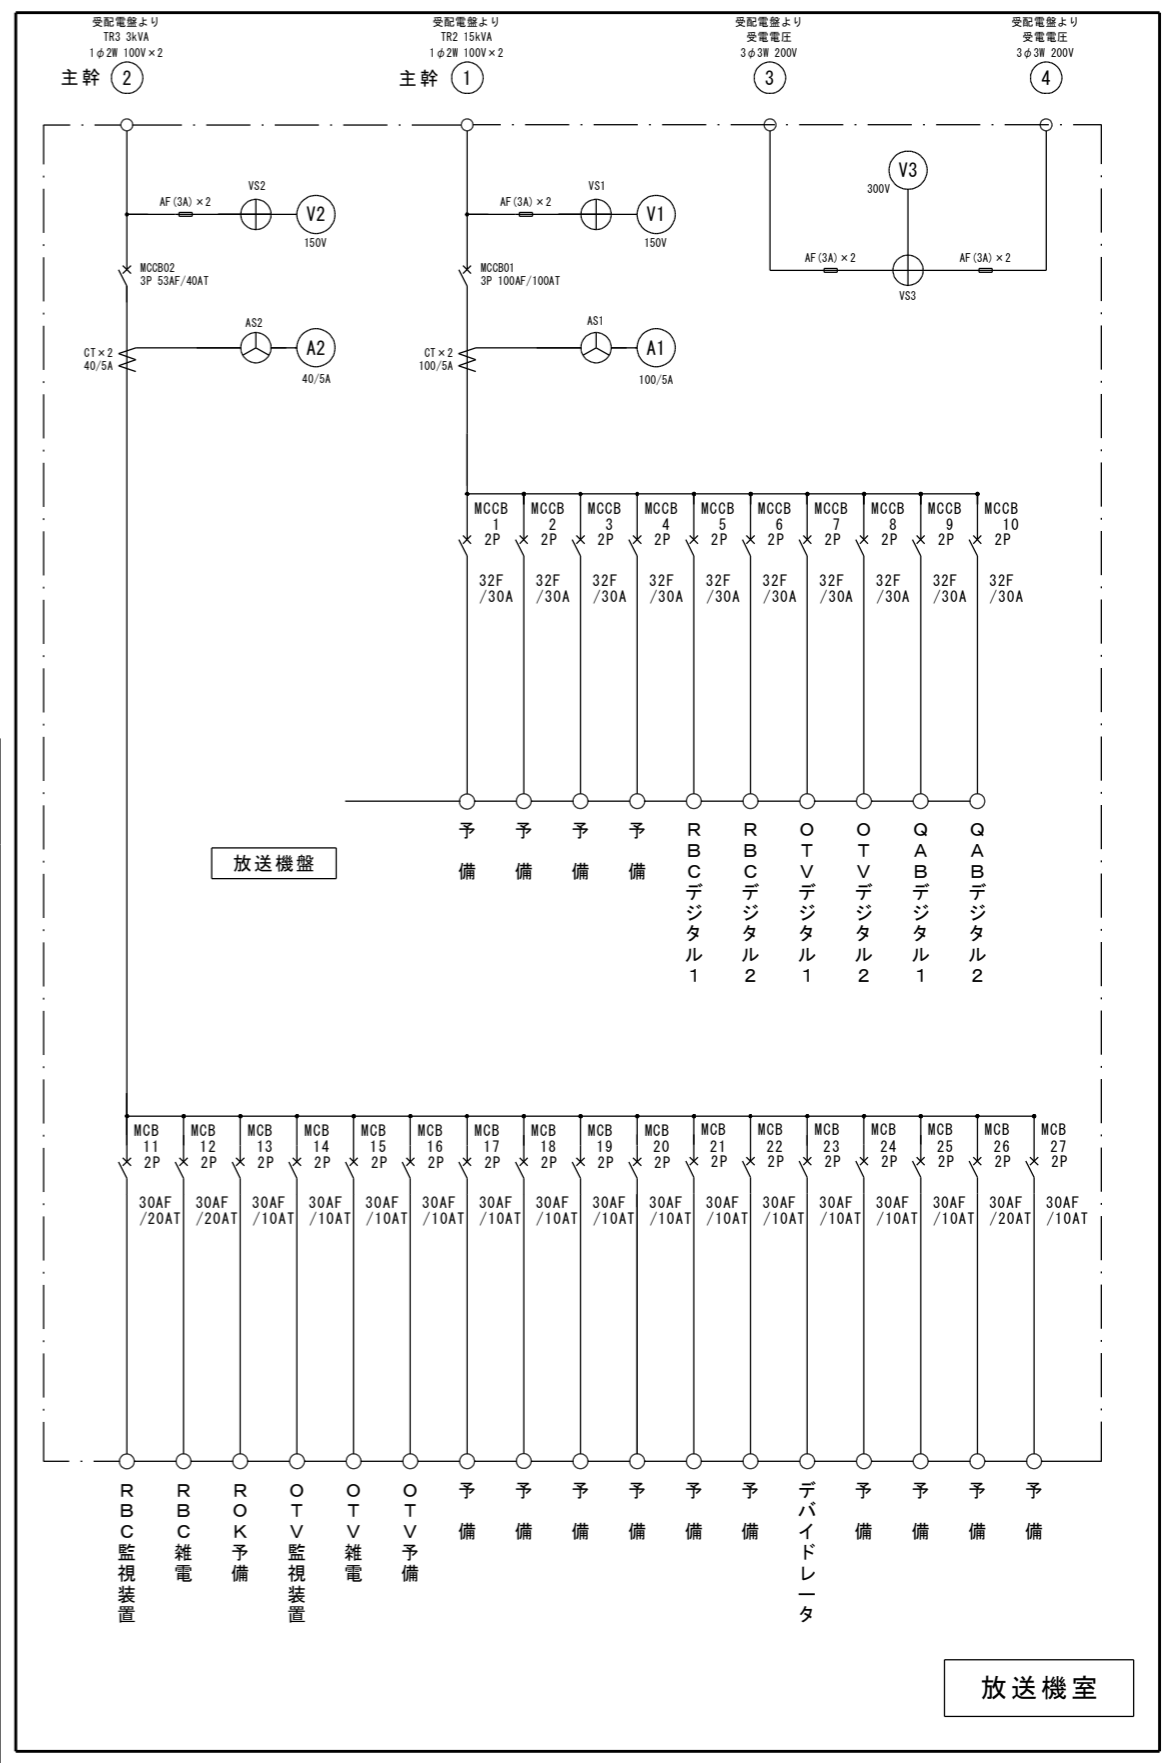 受配電盤より
TR3 3kVA
1φ2W 100V×2
主幹 2
受配電盤より
TR2 15kVA
1φ2W 100V×2
主幹 1
受配電盤より
受電電圧
3φ3W 200V
3
受配電盤より
受電電圧
3φ3W 200V
4
AF(3A)×2
VS2
V2
150V
MCCB02
3P 53AF/40AT
CT×2
40/5A
AS2
A2
40/5A
AF(3A)×2
VS1
V1
150V
MCCB01
3P 100AF/100AT
CT×2
100/5A
AS1
A1
100/5A
V3
300V
AF(3A)×2
VS3
AF(3A)×2
MCCB 1 2P 32F /30A
MCCB 2 2P 32F /30A
MCCB 3 2P 32F /30A
MCCB 4 2P 32F /30A
MCCB 5 2P 32F /30A
MCCB 6 2P 32F /30A
MCCB 7 2P 32F /30A
MCCB 8 2P 32F /30A
MCCB 9 2P 32F /30A
MCCB 10 2P 32F /30A
予備
予備
予備
予備
RBCデジタル1
RBCデジタル2
OTVデジタル1
OTVデジタル2
QABデジタル1
QABデジタル2
放送機盤
MCB 11 2P 30AF /20AT
MCB 12 2P 30AF /20AT
MCB 13 2P 30AF /10AT
MCB 14 2P 30AF /10AT
MCB 15 2P 30AF /10AT
MCB 16 2P 30AF /10AT
MCB 17 2P 30AF /10AT
MCB 18 2P 30AF /10AT
MCB 19 2P 30AF /10AT
MCB 20 2P 30AF /10AT
MCB 21 2P 30AF /10AT
MCB 22 2P 30AF /10AT
MCB 23 2P 30AF /10AT
MCB 24 2P 30AF /10AT
MCB 25 2P 30AF /10AT
MCB 26 2P 30AF /20AT
MCB 27 2P 30AF /10AT
RBC監視装置
RBC雑電
ROK予備
OTV監視装置
OTV雑電
OTV予備
予備
予備
予備
予備
予備
予備
デバイドレータ
予備
予備
予備
予備
放送機室